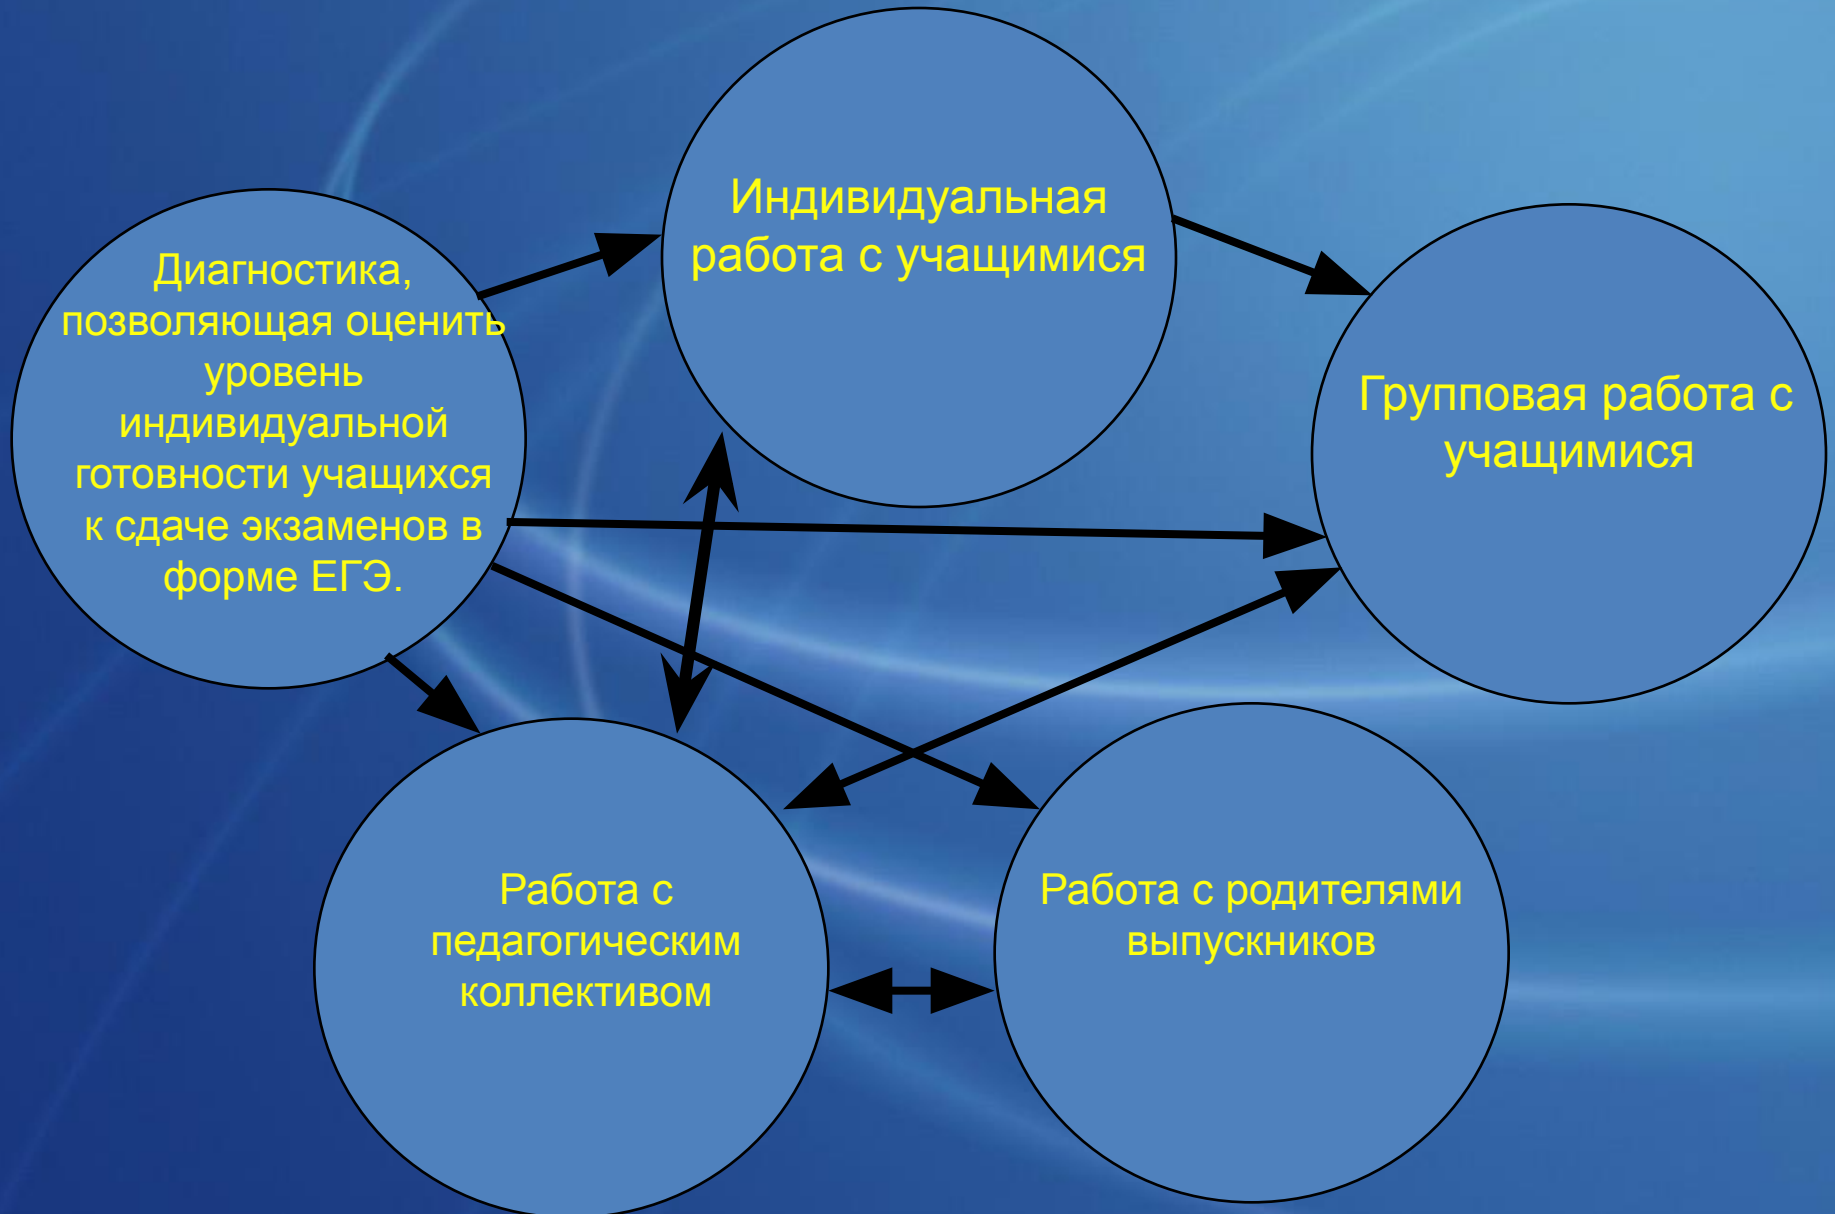 Диагностика,
позволяющая оценить
уровень
индивидуальной
готовности учащихся
к сдаче экзаменов в
форме ЕГЭ.
Индивидуальная
работа с учащимися
Групповая работа с
учащимися
Работа с
педагогическим
коллективом
Работа с родителями
выпускников